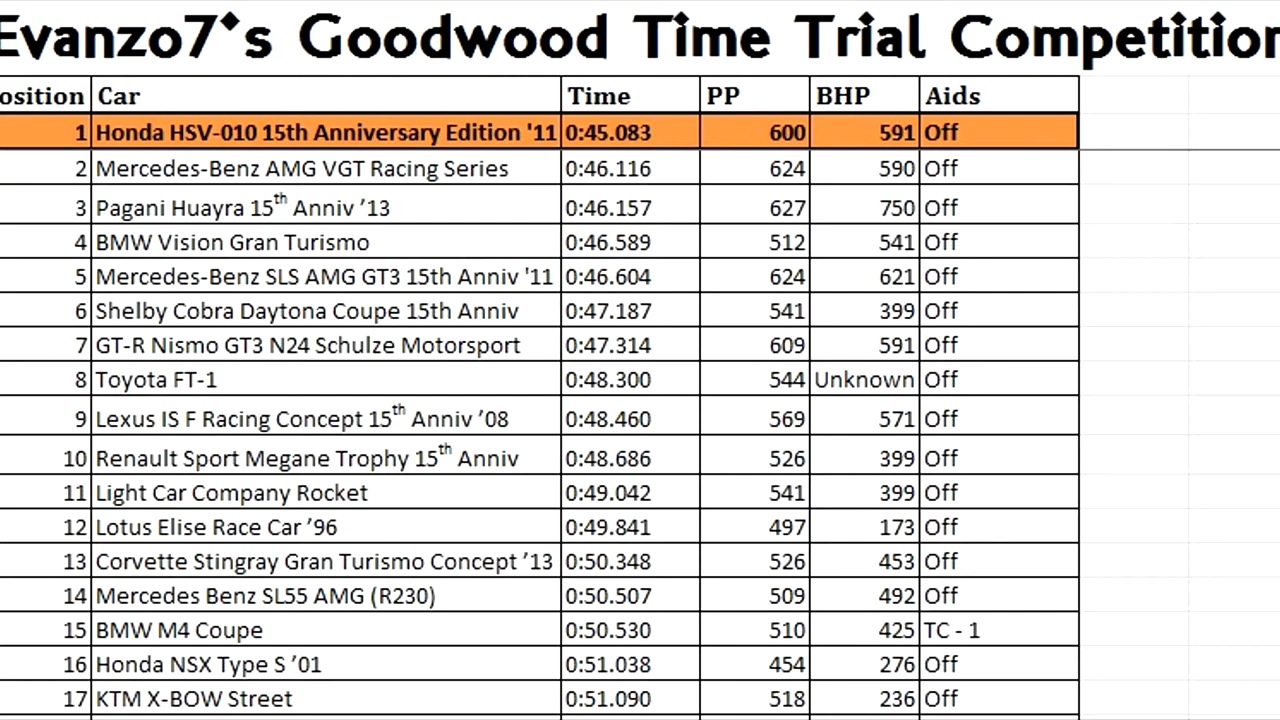 Evanzo7's Goodwood Time Trial Competition
osition Car Time PP BHP Aids
1 Honda HSV-010 15th Anniversary Edition '11 0:45.083 600 591 Off
2 Mercedes-Benz AMG VGT Racing Series 0:46.116 624 590 Off
3 Pagani Huayra 15th Anniv ’13 0:46.157 627 750 Off
4 BMW Vision Gran Turismo 0:46.589 512 541 Off
5 Mercedes-Benz SLS AMG GT3 15th Anniv '11 0:46.604 624 621 Off
6 Shelby Cobra Daytona Coupe 15th Anniv 0:47.187 541 399 Off
7 GT-R Nismo GT3 N24 Schulze Motorsport 0:47.314 609 591 Off
8 Toyota FT-1 0:48.300 544 Unknown Off
9 Lexus IS F Racing Concept 15th Anniv ’08 0:48.460 569 571 Off
10 Renault Sport Megane Trophy 15th Anniv 0:48.686 526 399 Off
11 Light Car Company Rocket 0:49.042 541 399 Off
12 Lotus Elise Race Car ’96 0:49.841 497 173 Off
13 Corvette Stingray Gran Turismo Concept ’13 0:50.348 526 453 Off
14 Mercedes Benz SL55 AMG (R230) 0:50.507 509 492 Off
15 BMW M4 Coupe 0:50.530 510 425 TC - 1
16 Honda NSX Type S ’01 0:51.038 454 276 Off
17 KTM X-BOW Street 0:51.090 518 236 Off